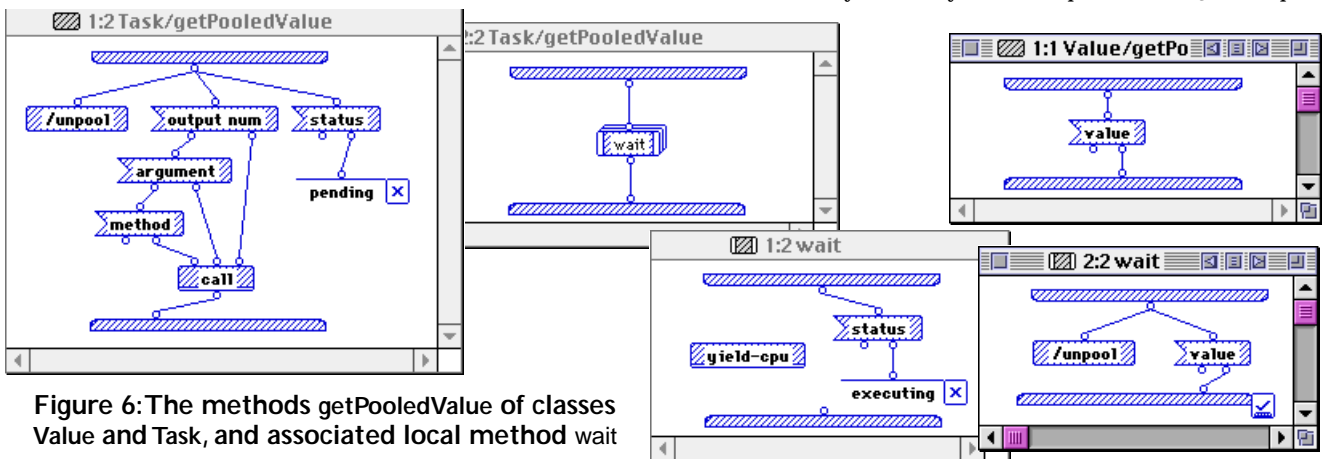 1:2 Task/getPooledValue
/unpool
output num
status
argument
pending
method
call
2:2 Task/getPooledValue
wait
1:1 Value/getPo
value
1:2 wait
status
yield-cpu
executing
2:2 wait
/unpool
value
Figure 6: The methods getPooledValue of classes
Value and Task, and associated local method wait